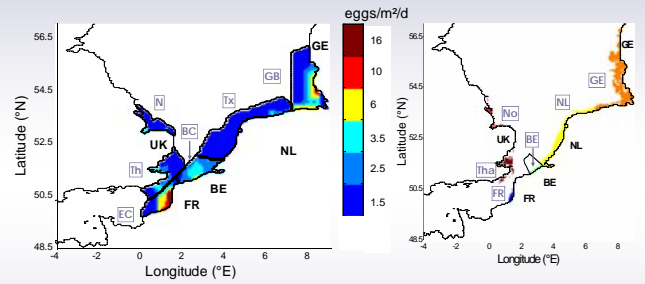 eggs/m²/d
16
10
6
3.5
2.5
1.5
Latitude (°N)
56.5
54.5
52.5
50.5
48.5
-4
-2
0
2
4
6
8
Longitude (°E)
GE
GB
Tx
N
BC
UK
NL
Th
BE
FR
EC
Latitude (°N)
56.5
54.5
52.5
50.5
48.5
-4
-2
0
2
4
6
8
Longitude (°E)
GE
GE
NL
No
UK
BE
NL
Tha
BE
FR
FR